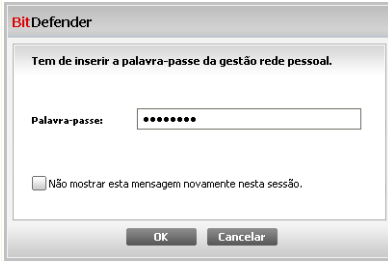 BitDefender
Tem de inserir a palavra-passe da gestão rede pessoal.
Palavra-passe: ●●●●●●●●
Não mostrar esta mensagem novamente nesta sessão.
OK Cancelar